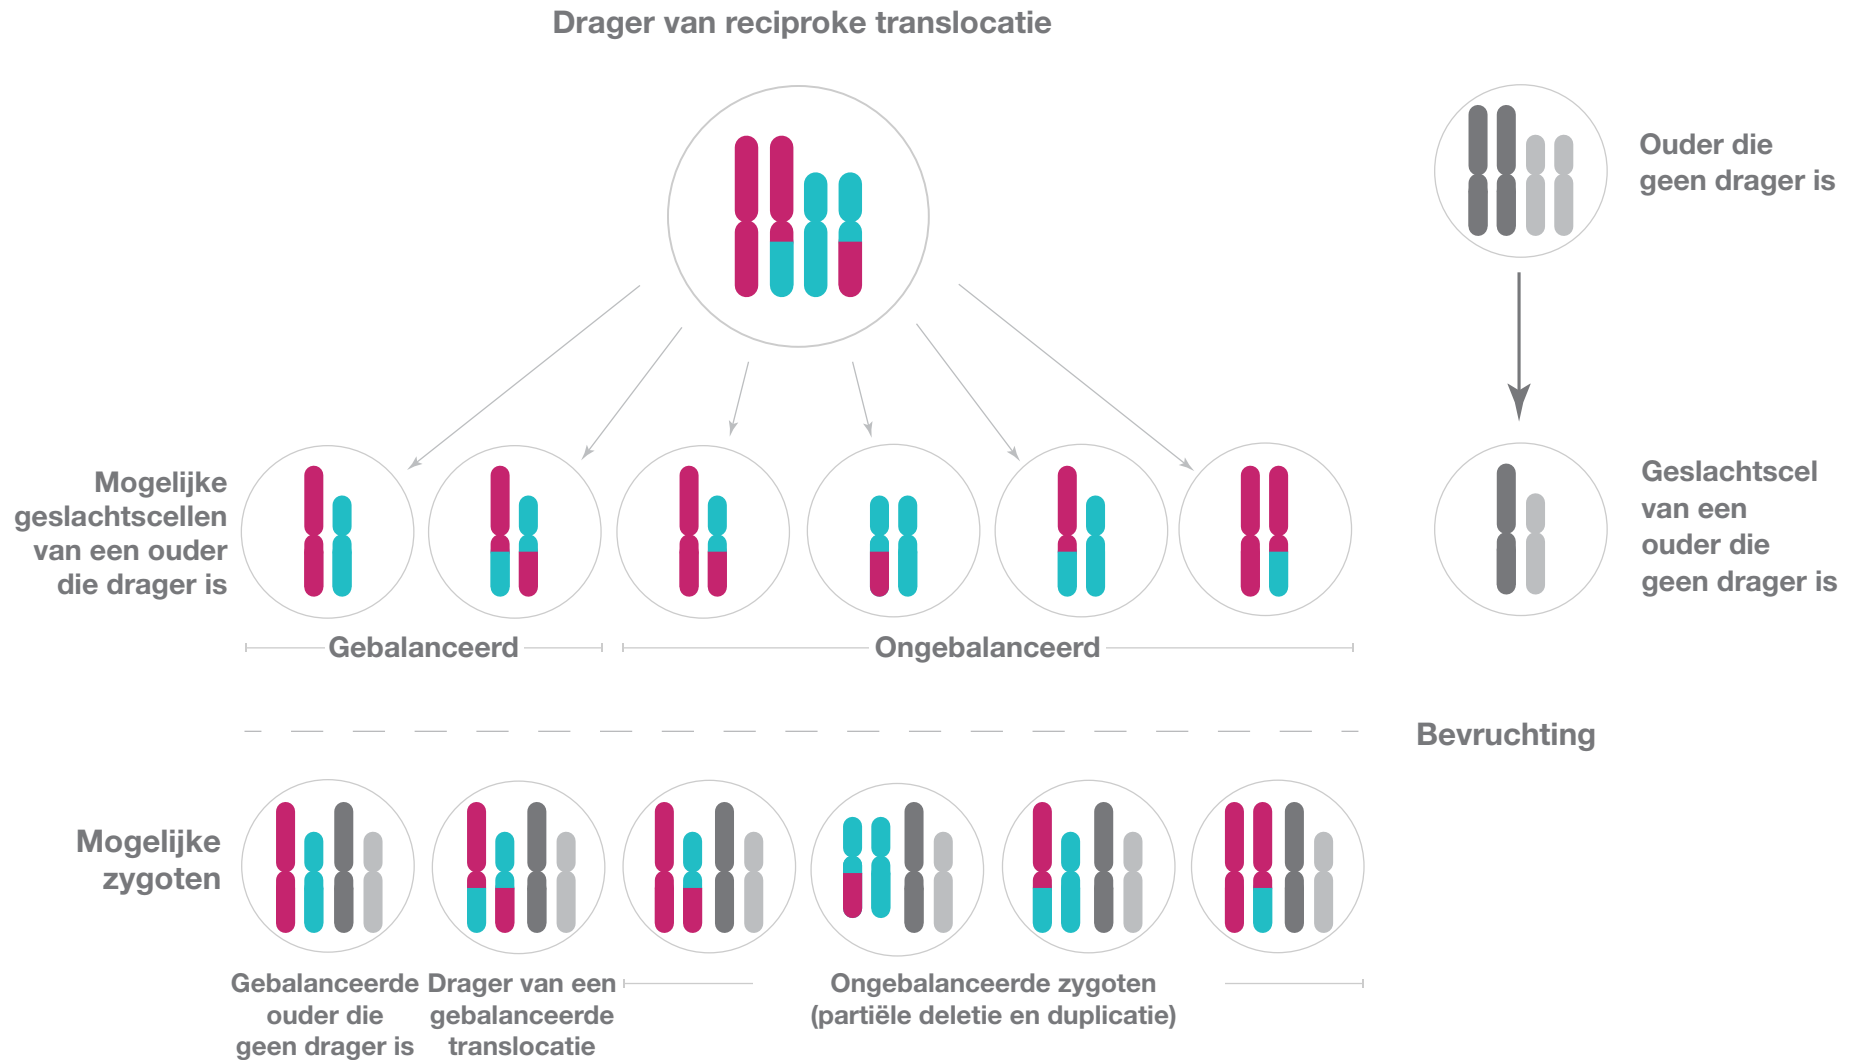 Drager van reciproke translocatie
Ouder die
geen drager is
Mogelijke
geslachtscellen
van een ouder
die drager is
Geslachtscel
van een
ouder die
geen drager is
Gebalanceerd
Ongebalanceerd
Bevruchting
Mogelijke
zygoten
Gebalanceerde
ouder die
geen drager is
Drager van een
gebalanceerde
translocatie
Ongebalanceerde zygoten
(partiële deletie en duplicatie)